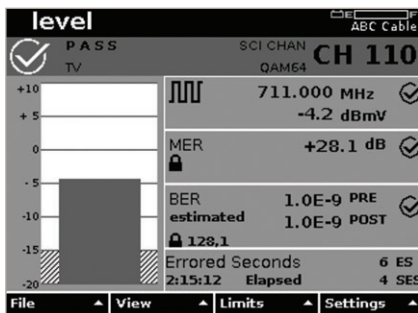 level
E F
ABC Cable
PASS
TV
SCI CHAN
QAM64
CH 110
+10
+ 5
0
- 5
-10
-15
-20
711.000 MHz
-4.2 dBmV
MER
+28.1 dB
BER
estimated
1.0E-9 PRE
1.0E-9 POST
128,1
Errored Seconds 6 ES
2:15:12 Elapsed 4 SES
File View Limits Settings